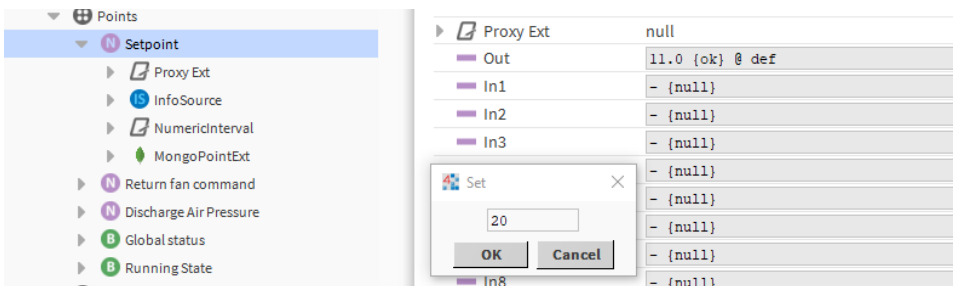 Points
Setpoint
Proxy Ext
InfoSource
NumericInterval
MongoPointExt
Return fan command
Discharge Air Pressure
Global status
Running State
Proxy Ext null
Out 11.0 {ok} @ def
In1 - {null}
In2 - {null}
In3 - {null}
- {null}
- {null}
- {null}
- {null}
In8 - {null}
Set
20
OK Cancel